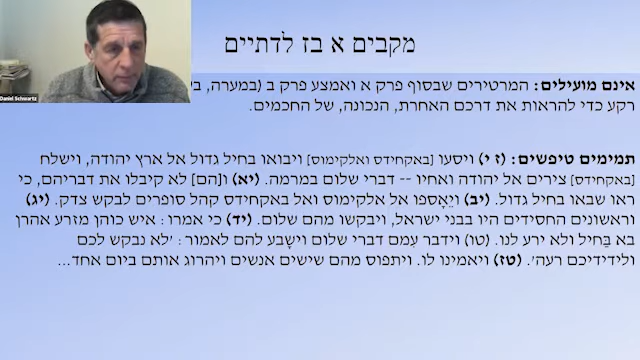 מקבים א בז לדתיים
Daniel Schwartz
אינם מועילים: המרטירים שבסוף פרק א ואמצע פרק ב (במערה,
רקע כדי להראות את דרכם האחרת, הנכונה, של החכמים.
תמימים טיפשים: (ז י) ויסעו [באקחידס ואלקימוס] ויבואו בחיל גדול אל ארץ יהודה, וישלח
[באקחידס] צירים אל יהודה ואחיו -- דברי שלום במרמה. (יא) ו[הם] לא קיבלו את דבריהם, כי
ראו שבאו בחיל גדול. (יב) ויֵאָספו אל אלקימוס ואל באקחידס קהל סופרים לבקש צדק. (יג)
וראשונים החסידים היו בבני ישראל, ויבקשו מהם שלום. (יד) כי אמרו: איש כוהן מזרע אהרן
בא בַּחיל ולא ירע לנו. (טו) וידבר עִמם דברי שלום וישָבע להם לאמור: 'לא נבקש לכם
ולידידיכם רעה'. (טז) ויאמינו לו. ויתפוס מהם שישים אנשים ויהרוג אותם ביום אחד...